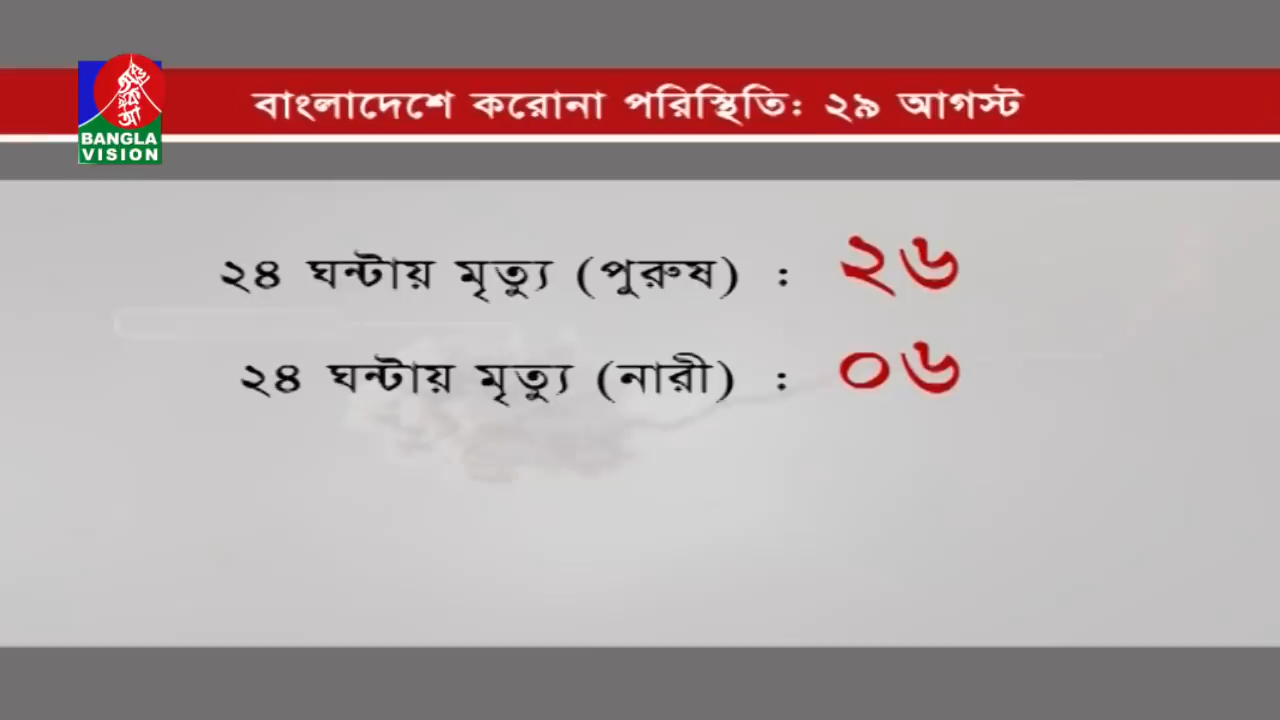 বাংলাদেশে করোনা পরিস্থিতি: ২৯ আগস্ট
BANGLA
VISION
২৪ ঘন্টায় মৃত্যু (পুরুষ) : ২৬
২৪ ঘন্টায় মৃত্যু (নারী) : ০৬